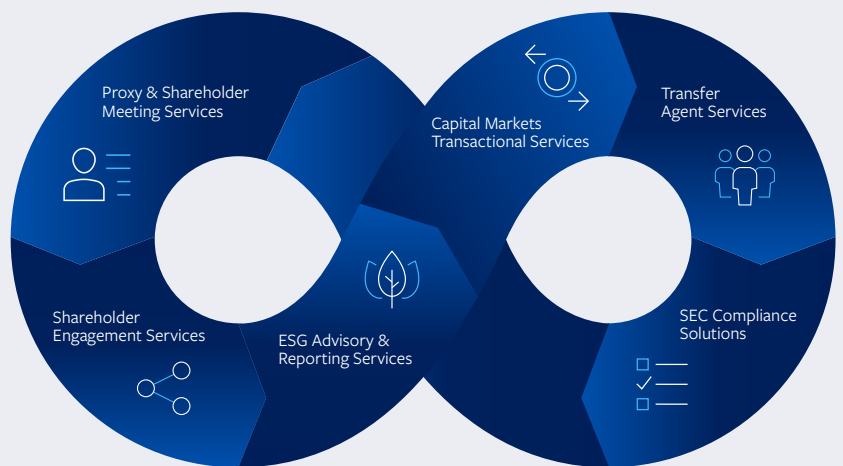 Proxy & Shareholder
Meeting Services
Capital Markets
Transactional Services
Transfer
Agent Services
Shareholder
Engagement Services
ESG Advisory &
Reporting Services
SEC Compliance
Solutions